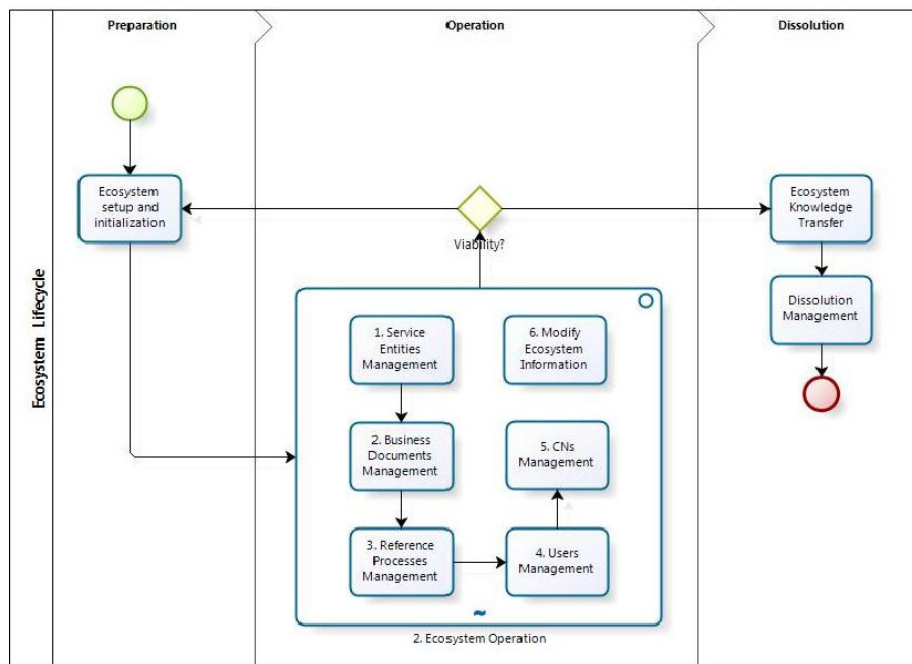 Preparation
Operation
Dissolution
Ecosystem Lifecycle
Ecosystem
setup and
initialization
Viability?
Ecosystem
Knowledge
Transfer
Dissolution
Management
1. Service
Entities
Management
6. Modify
Ecosystem
Information
2. Business
Documents
Management
5. CNs
Management
3. Reference
Processes
Management
4. Users
Management
2. Ecosystem Operation